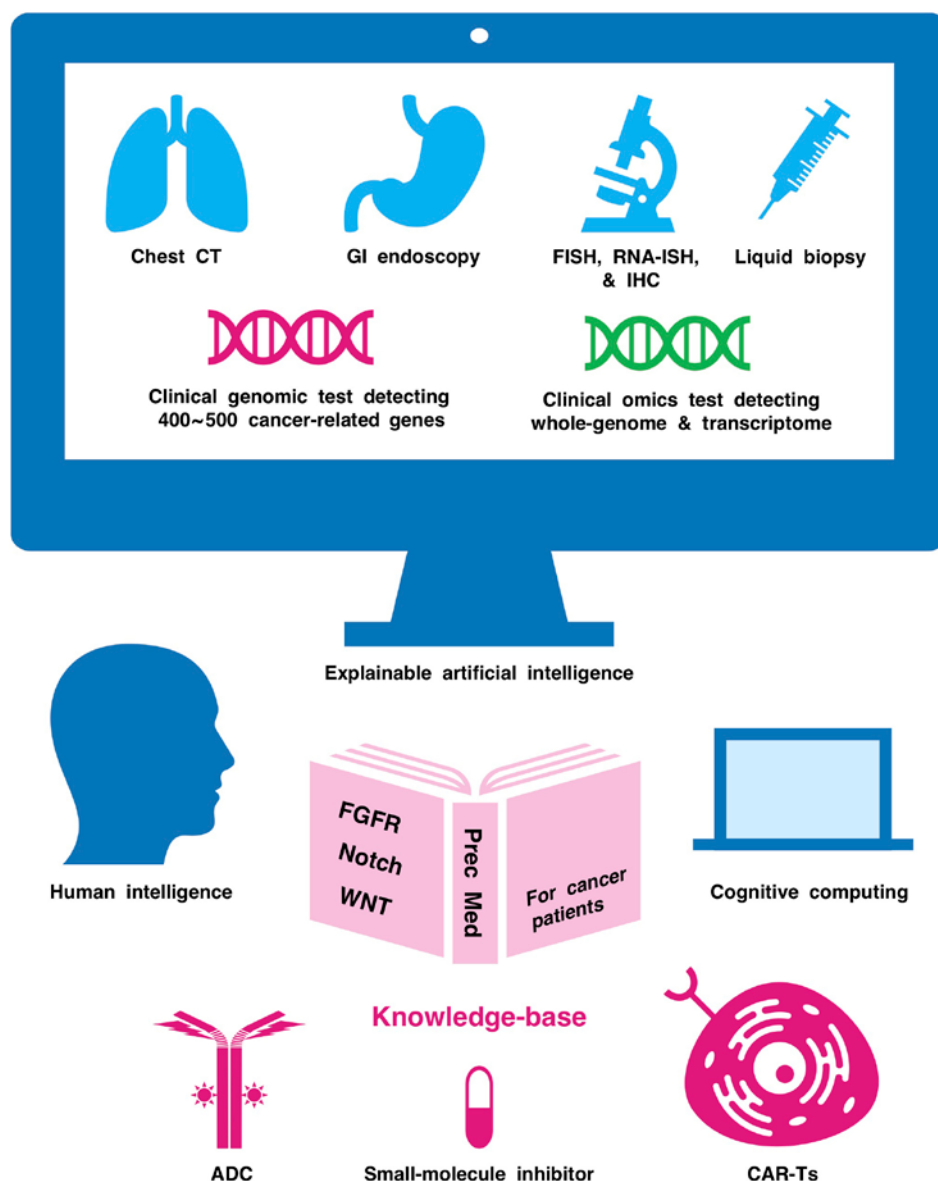 Chest CT
GI endoscopy
FISH, RNA-ISH,
& IHC
Liquid biopsy
Clinical genomic test detecting
400~500 cancer-related genes
Clinical omics test detecting
whole-genome & transcriptome
Explainable artificial intelligence
Human intelligence
FGFR
Notch
WNT
Prec Med
For cancer
patients
Cognitive computing
Knowledge-base
ADC
Small-molecule inhibitor
CAR-Ts